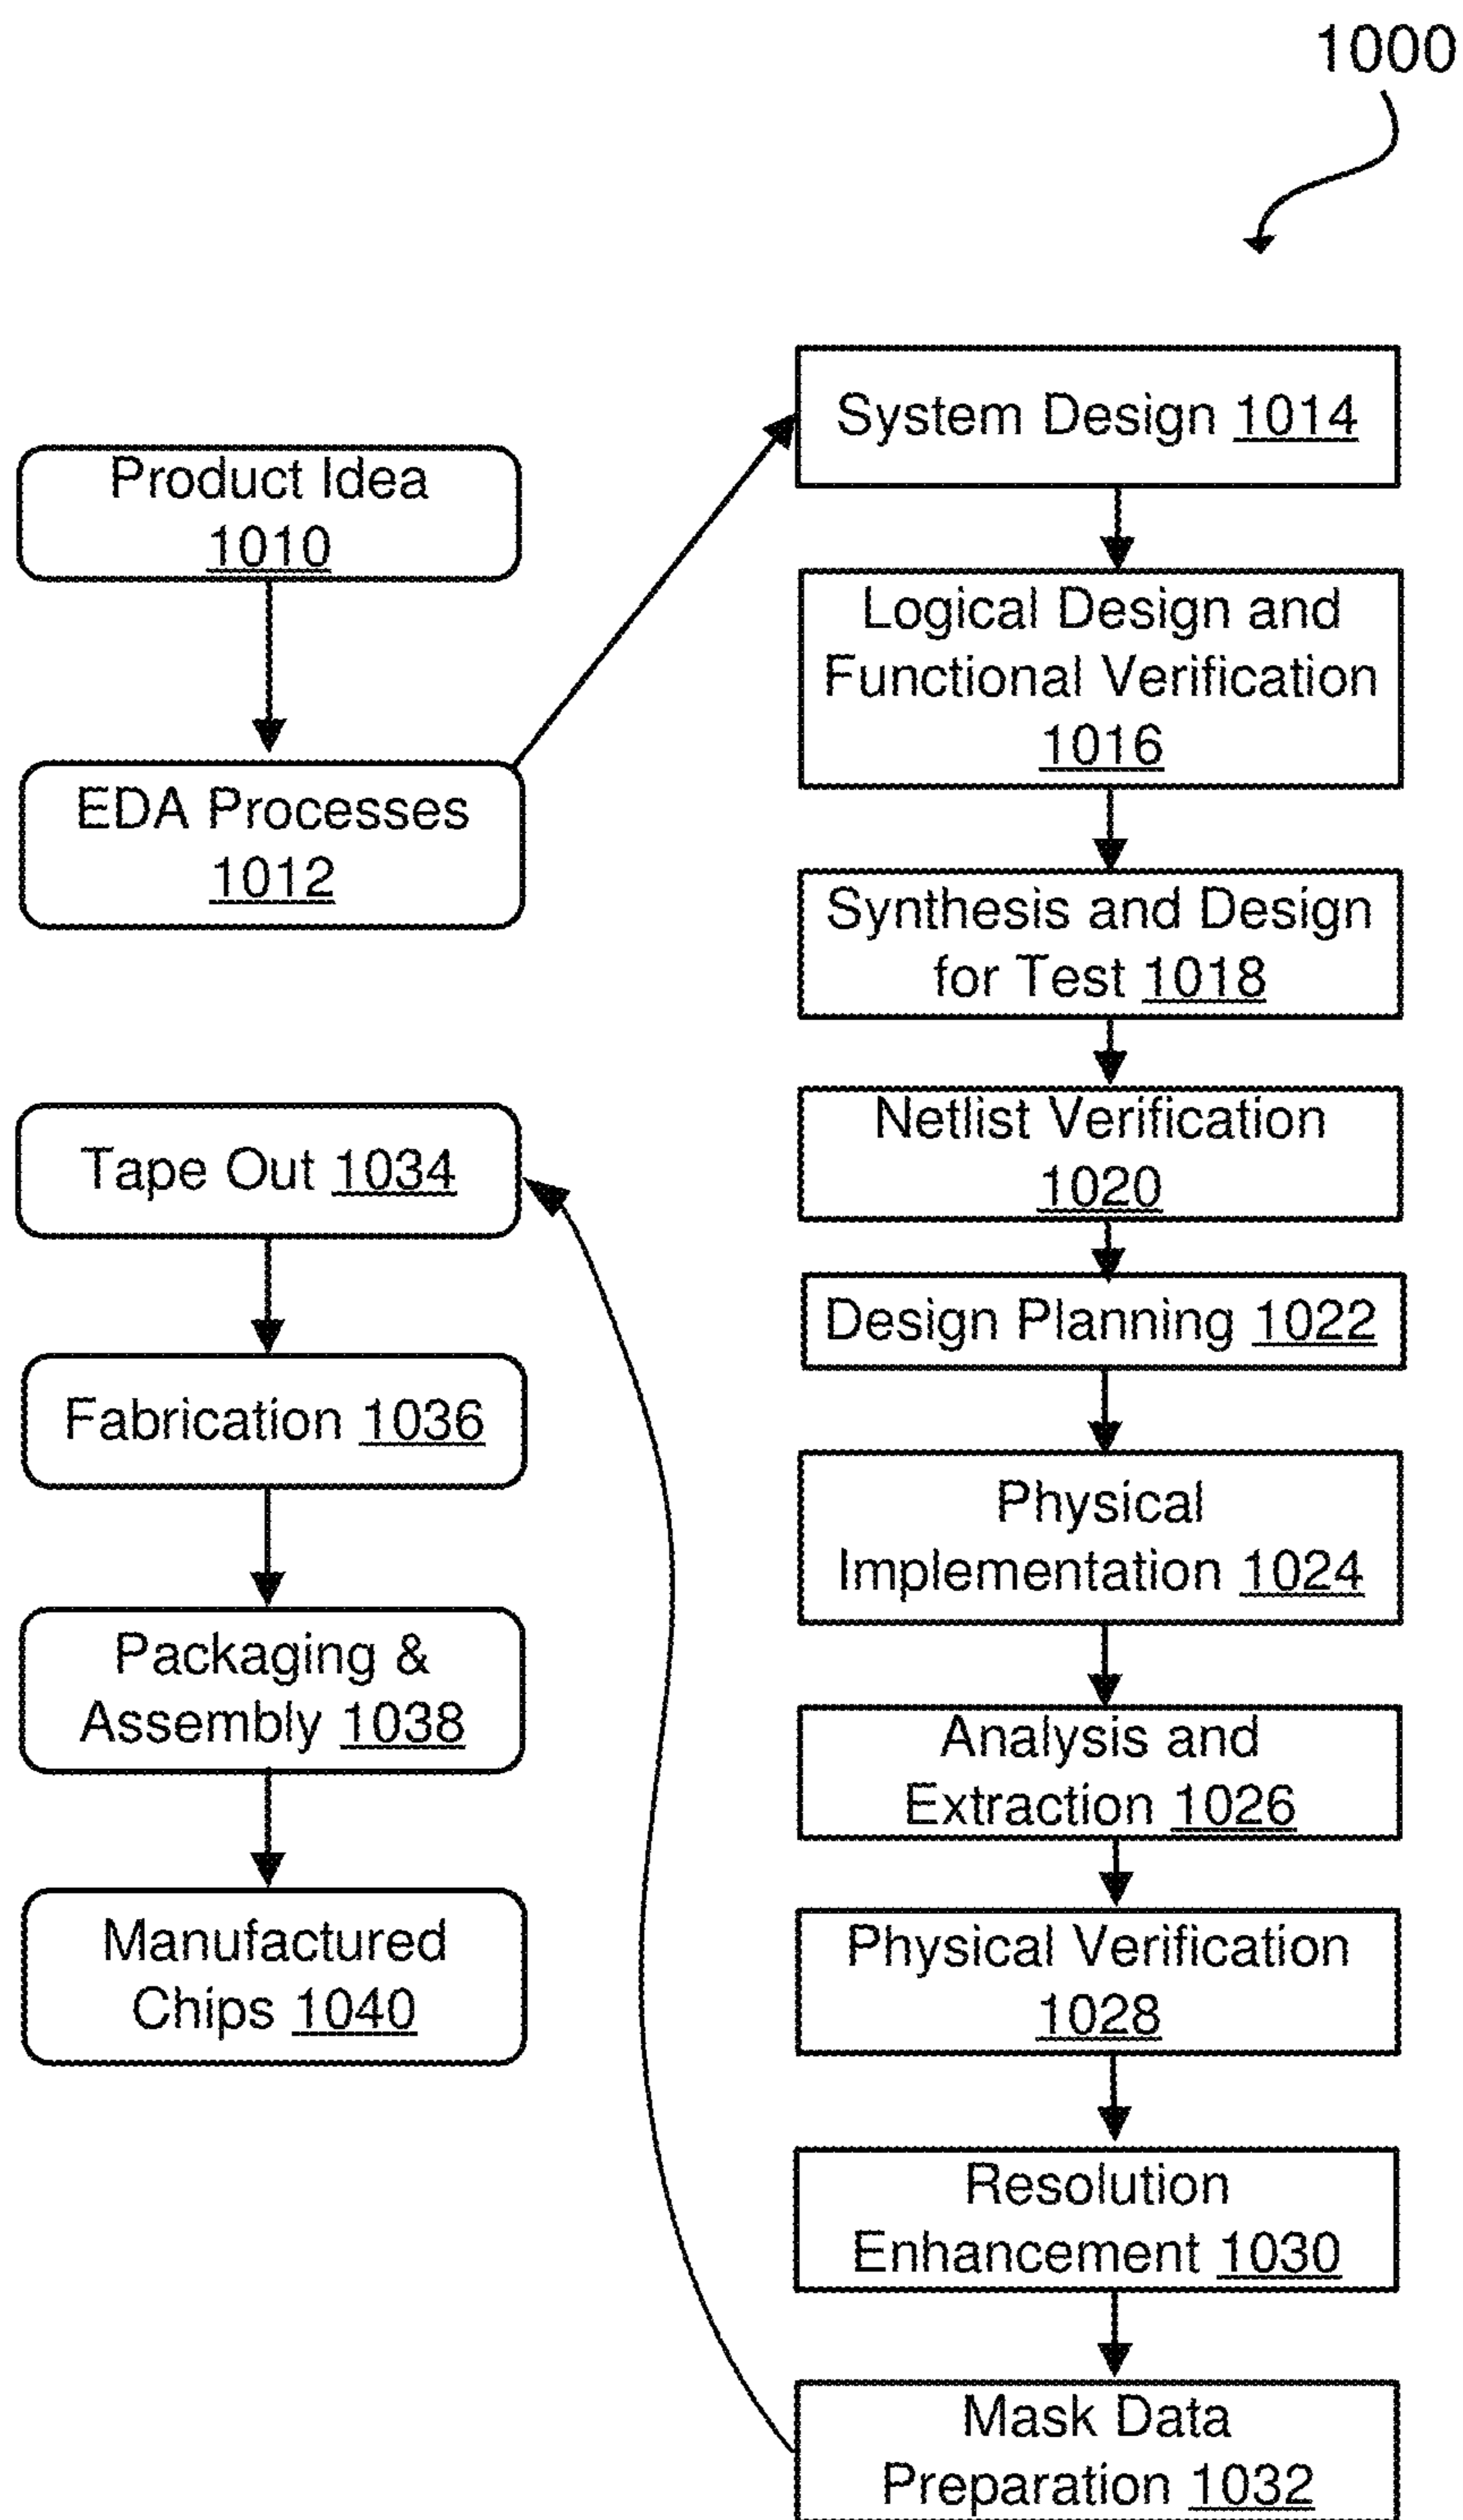 1000
Product Idea
1010
EDA Processes
1012
System Design 1014
Logical Design and
Functional Verification
1016
Synthesis and Design
for Test 1018
Netlist Verification
1020
Design Planning 1022
Physical
Implementation 1024
Analysis and
Extraction 1026
Physical Verification
1028
Resolution
Enhancement 1030
Mask Data
Preparation 1032
Tape Out 1034
Fabrication 1036
Packaging &
Assembly 1038
Manufactured
Chips 1040